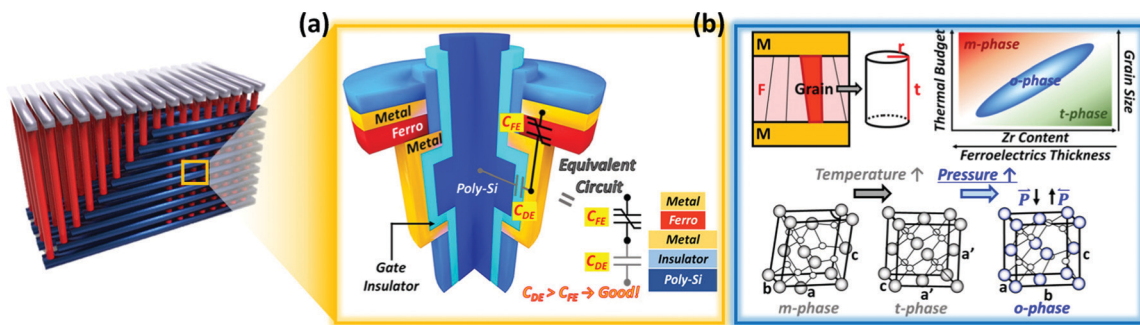 (a)
Metal
Ferro
Metal
C_FE
Poly-Si
C_DE
Gate
Insulator
=
Equivalent
Circuit
C_FE
C_DE
Metal
Ferro
Metal
Insulator
Poly-Si
C_DE > C_FE → Good!
(b)
M
F
Grain
M
r
t
Thermal Budget
m-phase
o-phase
t-phase
Grain Size
Zr Content
Ferroelectrics Thickness
Temperature ↑
Pressure ↑
P ↓ ↑ P
b
a
c
m-phase
c
a'
a'
t-phase
a
b
c
o-phase